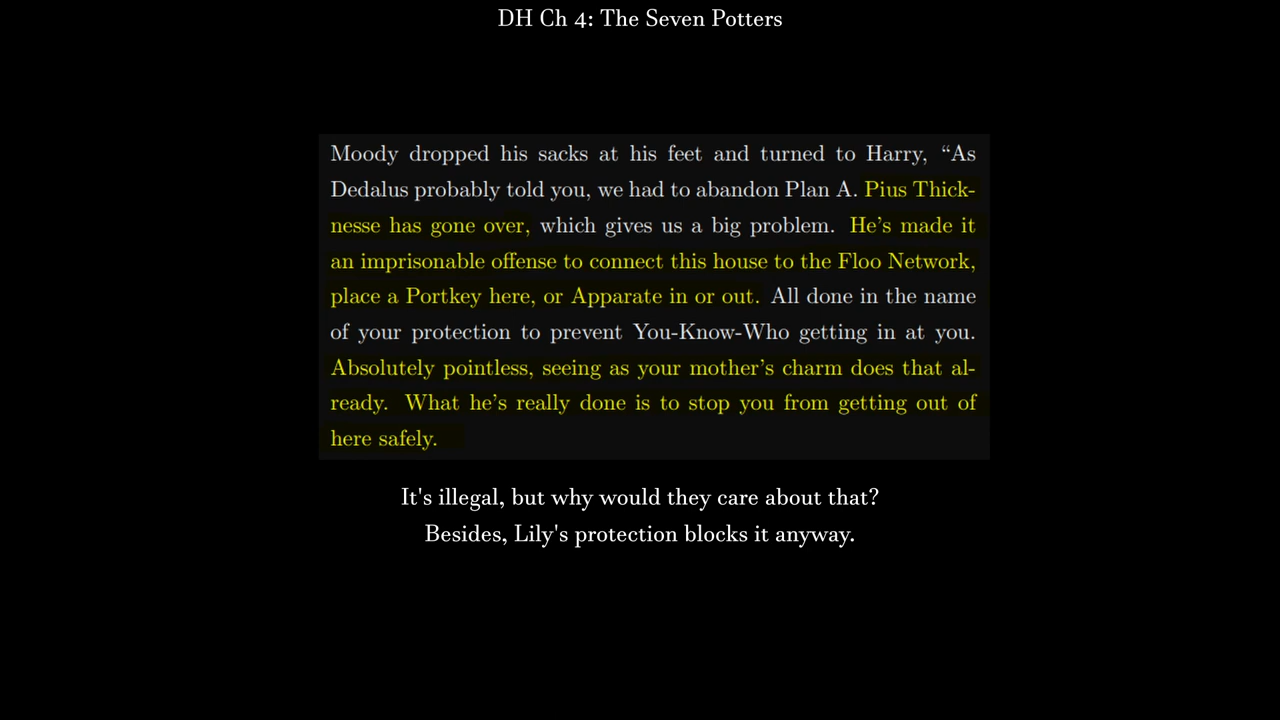 DH Ch 4: The Seven Potters
Moody dropped his sacks at his feet and turned to Harry, “As
Dedalus probably told you, we had to abandon Plan A. Pius Thick-
nesse has gone over, which gives us a big problem. He’s made it
an imprisonable offense to connect this house to the Floo Network,
place a Portkey here, or Apparate in or out. All done in the name
of your protection to prevent You-Know-Who getting in at you.
Absolutely pointless, seeing as your mother’s charm does that al-
ready. What he’s really done is to stop you from getting out of
here safely.
It's illegal, but why would they care about that?
Besides, Lily's protection blocks it anyway.